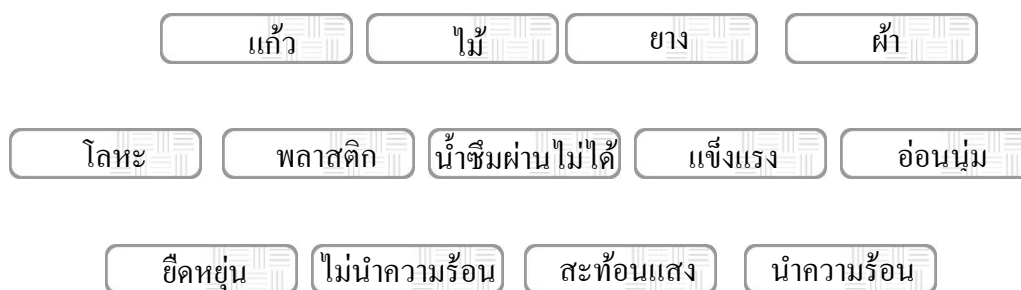 แก้ว ไม้ ยาง ผ้า
โลหะ พลาสติก น้ำซึมผ่านไม่ได้ แข็งแรง อ่อนนุ่ม
ยืดหยุ่น ไม่นำความร้อน สะท้อนแสง นำความร้อน